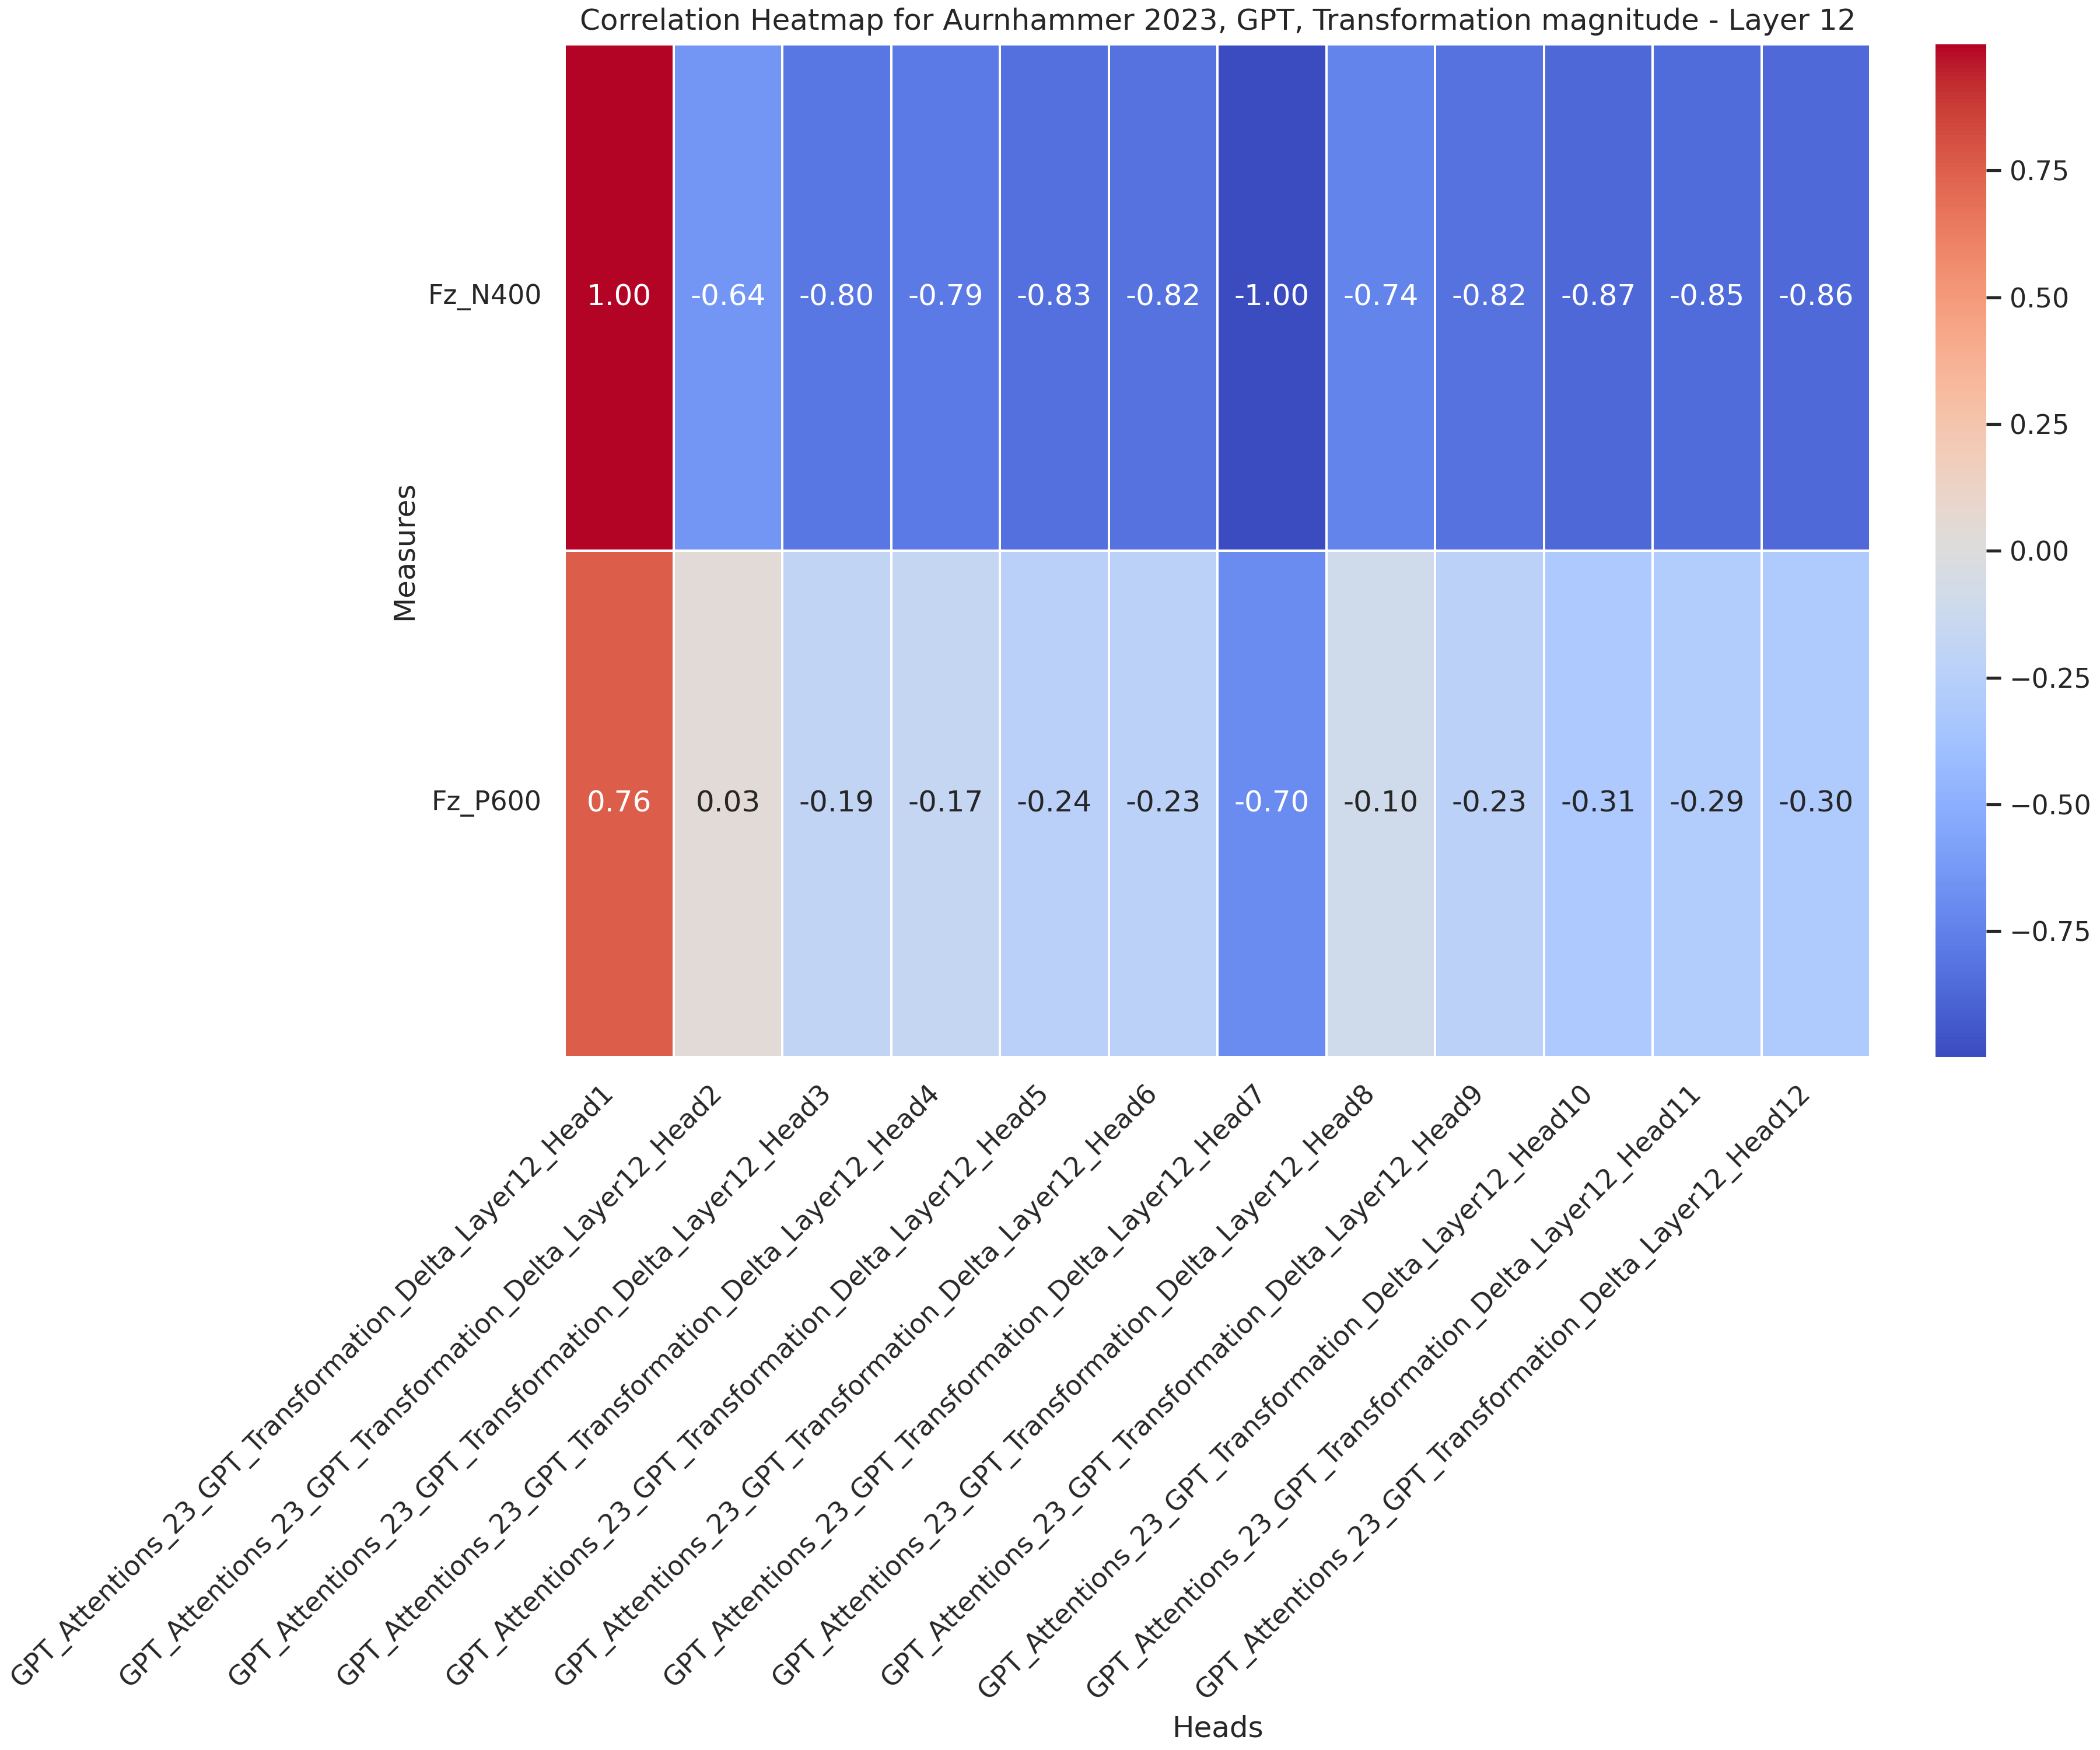 Correlation Heatmap for Aurnhammer 2023, GPT, Transformation magnitude - Layer 12
Measures
Fz_N400
1.00 -0.64 -0.80 -0.79 -0.83 -0.82 -1.00 -0.74 -0.82 -0.87 -0.85 -0.86
Fz_P600
0.76 0.03 -0.19 -0.17 -0.24 -0.23 -0.70 -0.10 -0.23 -0.31 -0.29 -0.30
GPT_Attentions_23_GPT_Transformation_Delta_Layer12_Head1
GPT_Attentions_23_GPT_Transformation_Delta_Layer12_Head2
GPT_Attentions_23_GPT_Transformation_Delta_Layer12_Head3
GPT_Attentions_23_GPT_Transformation_Delta_Layer12_Head4
GPT_Attentions_23_GPT_Transformation_Delta_Layer12_Head5
GPT_Attentions_23_GPT_Transformation_Delta_Layer12_Head6
GPT_Attentions_23_GPT_Transformation_Delta_Layer12_Head7
GPT_Attentions_23_GPT_Transformation_Delta_Layer12_Head8
GPT_Attentions_23_GPT_Transformation_Delta_Layer12_Head9
GPT_Attentions_23_GPT_Transformation_Delta_Layer12_Head10
GPT_Attentions_23_GPT_Transformation_Delta_Layer12_Head11
GPT_Attentions_23_GPT_Transformation_Delta_Layer12_Head12
Heads
0.75
0.50
0.25
0.00
−0.25
−0.50
−0.75